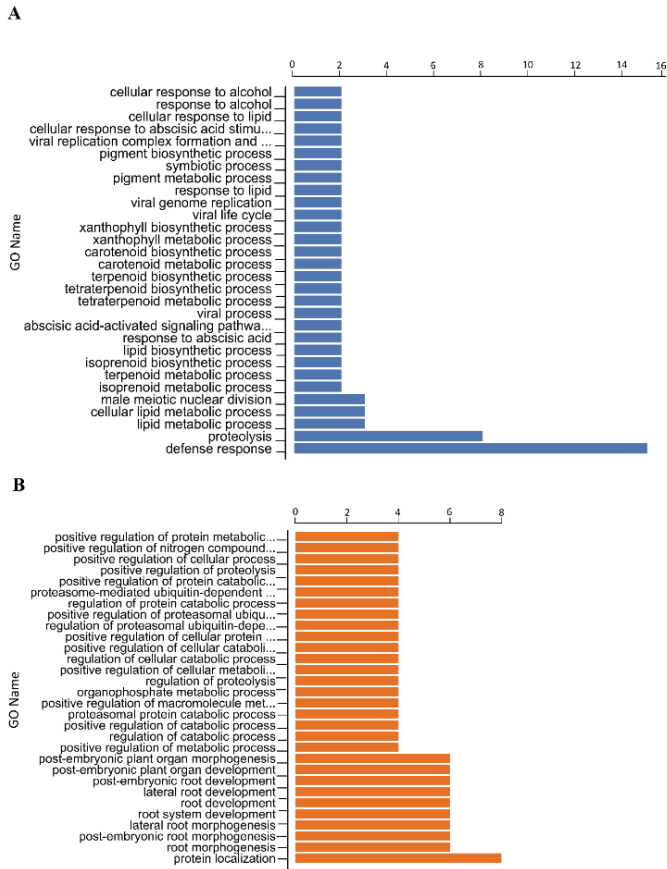 A
0 2 4 6 8 10 12 14 16
cellular response to alcohol
response to alcohol
cellular response to lipid
cellular response to abscisic acid stimu...
viral replication complex formation and ...
pigment biosynthetic process
symbiotic process
pigment metabolic process
response to lipid
viral genome replication
viral life cycle
xanthophyll biosynthetic process
xanthophyll metabolic process
carotenoid biosynthetic process
carotenoid metabolic process
terpenoid biosynthetic process
tetraterpenoid biosynthetic process
tetraterpenoid metabolic process
viral process
abscisic acid-activated signaling pathwa...
response to abscisic acid
lipid biosynthetic process
isoprenoid biosynthetic process
terpenoid metabolic process
isoprenoid metabolic process
male meiotic nuclear division
cellular lipid metabolic process
lipid metabolic process
proteolysis
defense response
GO Name
B
0 2 4 6 8
positive regulation of protein metabolic...
positive regulation of nitrogen compound...
positive regulation of cellular process
positive regulation of proteolysis
positive regulation of protein catabolic...
proteasome-mediated ubiquitin-dependent ...
regulation of protein catabolic process
positive regulation of proteasomal ubiqu...
regulation of proteasomal ubiquitin-depe...
positive regulation of cellular protein ...
positive regulation of cellular cataboli...
regulation of cellular catabolic process
positive regulation of cellular metaboli...
regulation of proteolysis
organophosphate metabolic process
positive regulation of macromolecule met...
proteasomal protein catabolic process
positive regulation of catabolic process
regulation of catabolic process
positive regulation of metabolic process
post-embryonic plant organ morphogenesis
post-embryonic plant organ development
post-embryonic root development
lateral root development
root development
root system development
lateral root morphogenesis
post-embryonic root morphogenesis
root morphogenesis
protein localization
GO Name